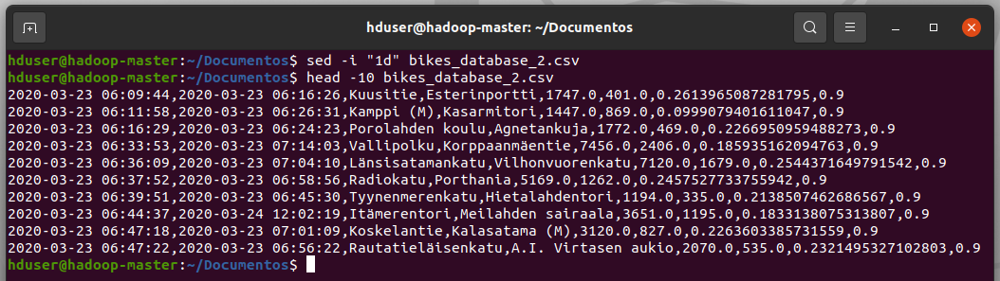 hduser@hadoop-master: ~/Documentos
hduser@hadoop-master:~/Documentos$ sed -i "1d" bikes_database_2.csv
hduser@hadoop-master:~/Documentos$ head -10 bikes_database_2.csv
2020-03-23 06:09:44,2020-03-23 06:16:26,Kuusitie,Esterinportti,1747.0,401.0,0.2613965087281795,0.9
2020-03-23 06:11:58,2020-03-23 06:26:31,Kamppi (M),Kasarmitori,1447.0,869.0,0.0999079401611047,0.9
2020-03-23 06:16:29,2020-03-23 06:24:23,Porolahden koulu,Agnetankuja,1772.0,469.0,0.2266950959488273,0.9
2020-03-23 06:33:53,2020-03-23 07:14:03,Vallipolku,Korppaanmäentie,7456.0,2406.0,0.185935162094763,0.9
2020-03-23 06:36:09,2020-03-23 07:04:10,Länsisatamankatu,Vilhonvuorenkatu,7120.0,1679.0,0.2544371649791542,0.9
2020-03-23 06:37:52,2020-03-23 06:58:56,Radiokatu,Porthania,5169.0,1262.0,0.2457527733755942,0.9
2020-03-23 06:39:51,2020-03-23 06:45:30,Tyynenmerenkatu,Hietalahdentori,1194.0,335.0,0.2138507462686567,0.9
2020-03-23 06:44:37,2020-03-24 12:02:19,Itämerentori,Meilahden sairaala,3651.0,1195.0,0.1833138075313807,0.9
2020-03-23 06:47:18,2020-03-23 07:01:09,Koskelantie,Kalasatama (M),3120.0,827.0,0.2263603385731559,0.9
2020-03-23 06:47:22,2020-03-23 06:56:22,Rautatieläisenkatu,A.I. Virtasen aukio,2070.0,535.0,0.2321495327102803,0.9
hduser@hadoop-master:~/Documentos$